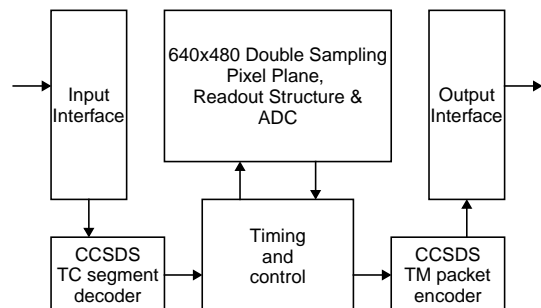 Input
Interface
640x480 Double Sampling
Pixel Plane,
Readout Structure &
ADC
Output
Interface
CCSDS
TC segment
decoder
Timing
and
control
CCSDS
TM packet
encoder